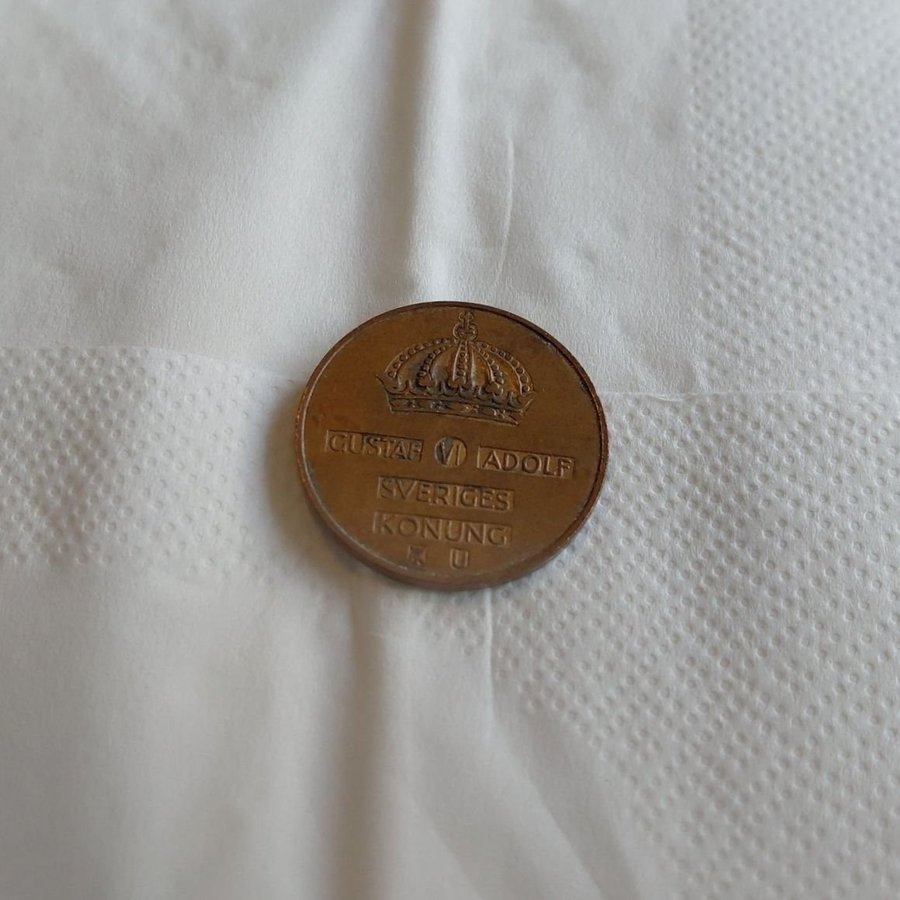 GUSTAF VI ADOLF
SVERIGES
KONUNG
U